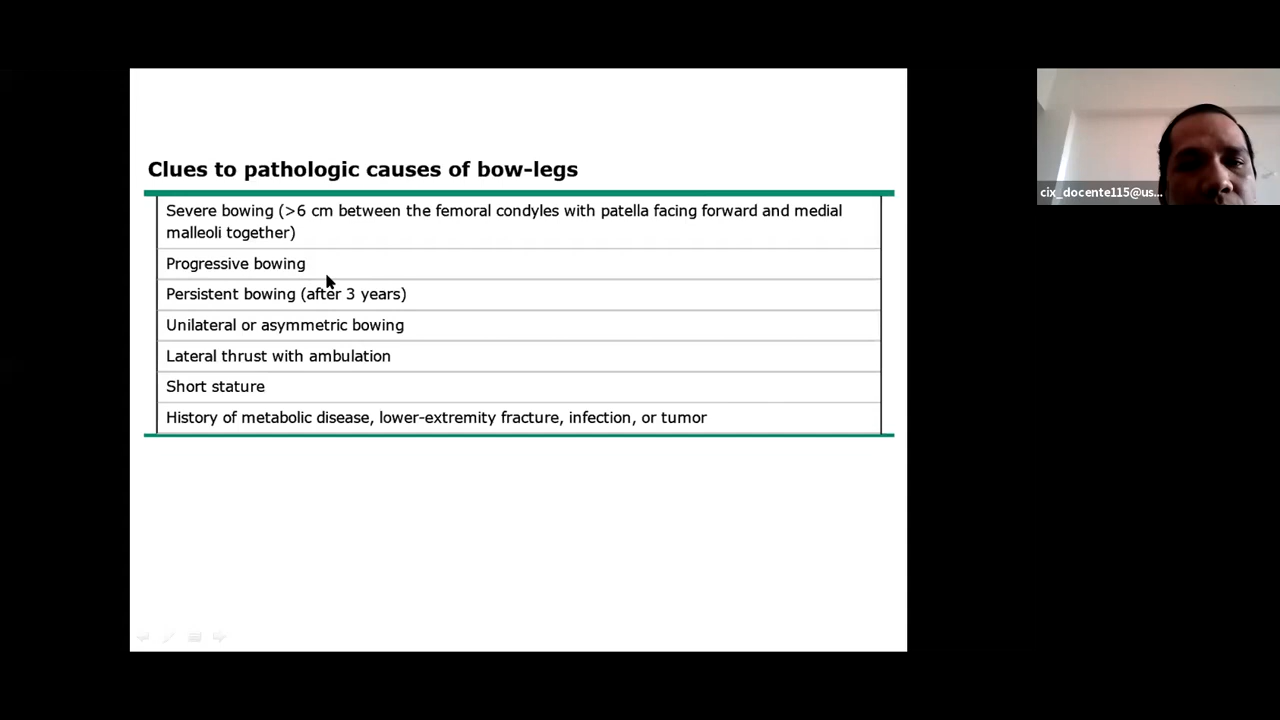 Clues to pathologic causes of bow-legs
Severe bowing (>6 cm between the femoral condyles with patella facing forward and medial
malleoli together)
Progressive bowing
Persistent bowing (after 3 years)
Unilateral or asymmetric bowing
Lateral thrust with ambulation
Short stature
History of metabolic disease, lower-extremity fracture, infection, or tumor
cix_docente115@us...